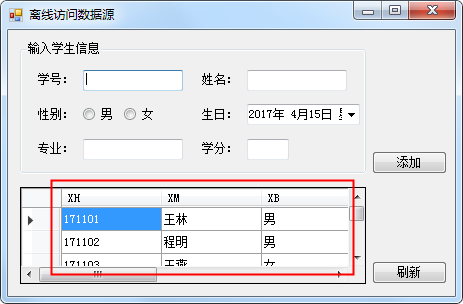 离线访问数据源
输入学生信息
学号： 姓名：
性别： 男 女 生日： 2017年 4月15日
专业： 学分：
添加
XH XM XB
171101 王林 男
171102 程明 男
171103 王燕 女
刷新